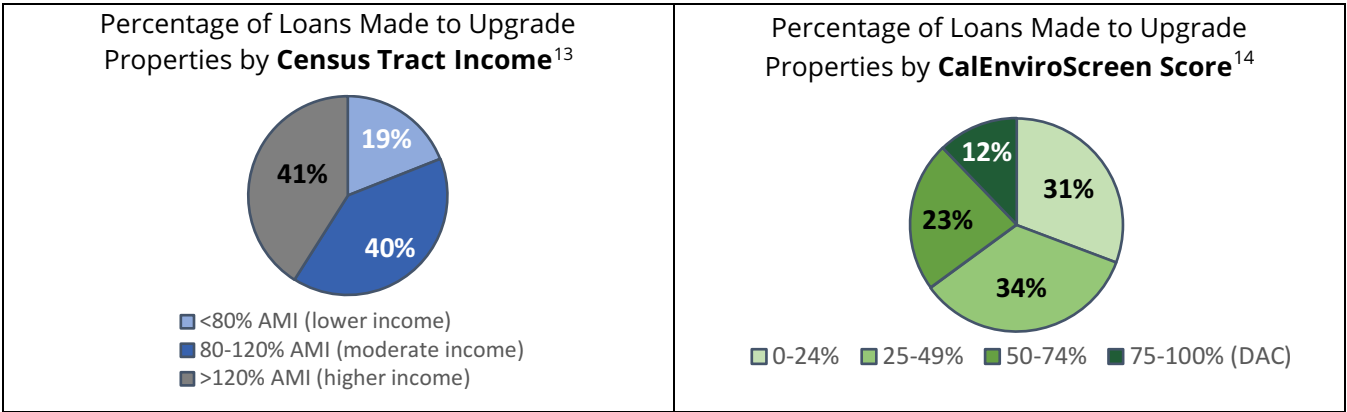 Percentage of Loans Made to Upgrade
Properties by Census Tract Income13
19%
41%
40%
<80% AMI (lower income)
80-120% AMI (moderate income)
>120% AMI (higher income)
Percentage of Loans Made to Upgrade
Properties by CalEnviroScreen Score14
12%
31%
23%
34%
0-24% 25-49% 50-74% 75-100% (DAC)